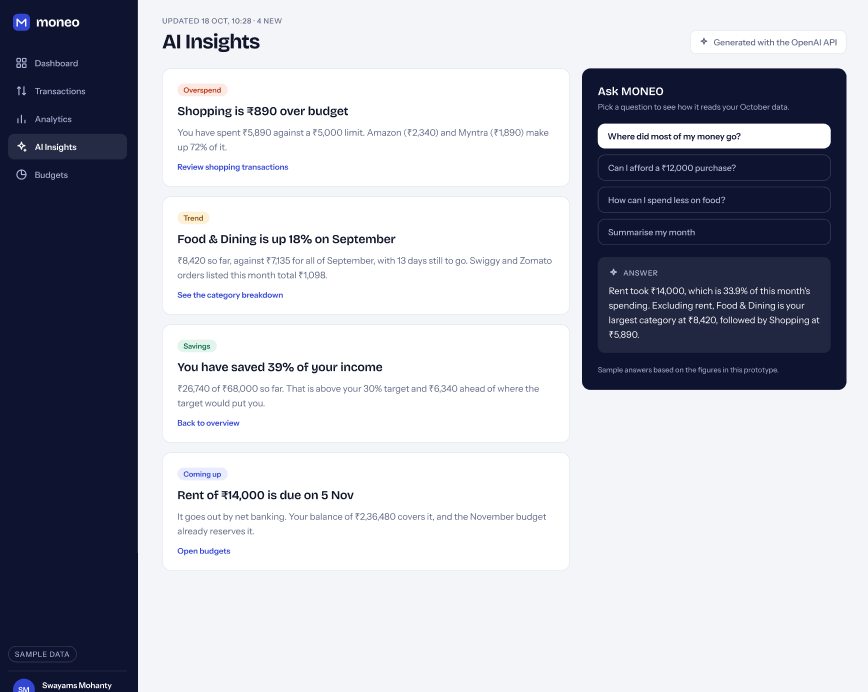 moneo
Dashboard
Transactions
Analytics
AI Insights
Budgets
SAMPLE DATA
SM
Swayams Mohanty
UPDATED 18 OCT, 10:28 · 4 NEW
AI Insights
Generated with the OpenAI API
Overspend
Shopping is ₹890 over budget
You have spent ₹5,890 against a ₹5,000 limit. Amazon (₹2,340) and Myntra (₹1,890) make
up 72% of it.
Review shopping transactions
Trend
Food & Dining is up 18% on September
₹8,420 so far, against ₹7,135 for all of September, with 13 days still to go. Swiggy and Zomato
orders listed this month total ₹1,098.
See the category breakdown
Savings
You have saved 39% of your income
₹26,740 of ₹68,000 so far. That is above your 30% target and ₹6,340 ahead of where the
target would put you.
Back to overview
Coming up
Rent of ₹14,000 is due on 5 Nov
It goes out by net banking. Your balance of ₹2,36,480 covers it, and the November budget
already reserves it.
Open budgets
Ask MONEO
Pick a question to see how it reads your October data.
Where did most of my money go?
Can I afford a ₹12,000 purchase?
How can I spend less on food?
Summarise my month
ANSWER
Rent took ₹14,000, which is 33.9% of this month's
spending. Excluding rent, Food & Dining is your
largest category at ₹8,420, followed by Shopping at
₹5,890.
Sample answers based on the figures in this prototype.